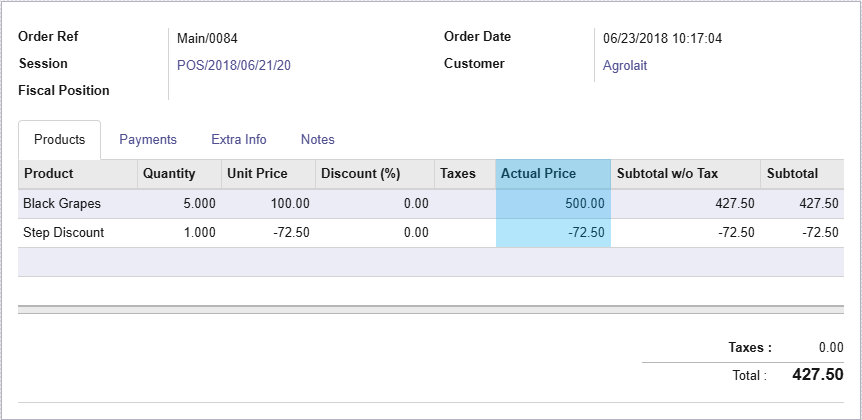 Order Ref Main/0084 Order Date 06/23/2018 10:17:04
Session POS/2018/06/21/20 Customer Agrolait
Fiscal Position
Products Payments Extra Info Notes
Product Quantity Unit Price Discount (%) Taxes Actual Price Subtotal w/o Tax Subtotal
Black Grapes 5.000 100.00 0.00 500.00 427.50 427.50
Step Discount 1.000 -72.50 0.00 -72.50 -72.50 -72.50
Taxes : 0.00
Total : 427.50